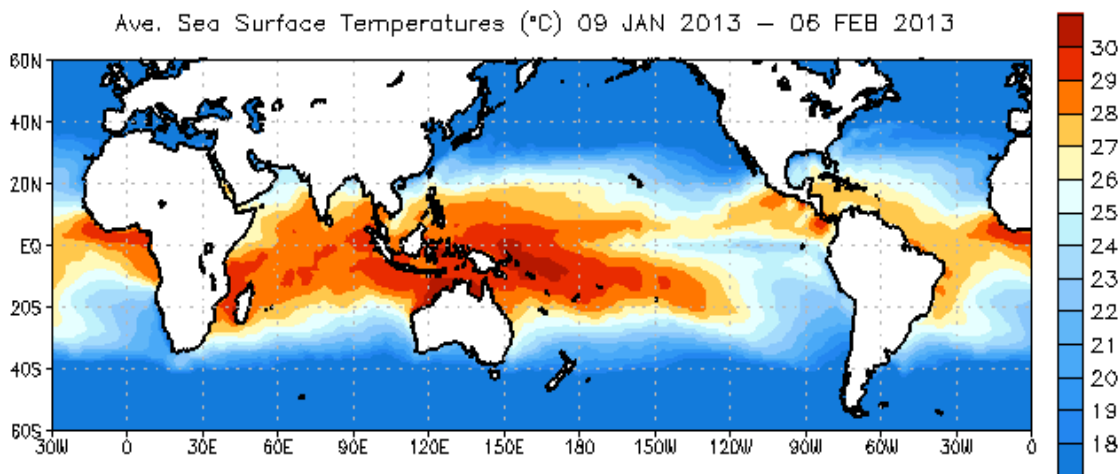 Ave. Sea Surface Temperatures (°C) 09 JAN 2013 – 06 FEB 2013
60N
40N
20N
EQ
20S
40S
60S
30W 0 30E 60E 90E 120E 150E 180 150W 120W 90W 60W 30W 0
30
29
28
27
26
25
24
23
22
21
20
19
18